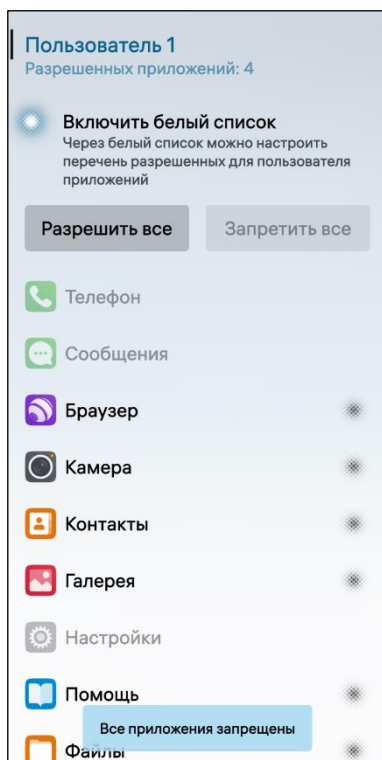 Пользователь 1
Разрешенных приложений: 4
Включить белый список
Через белый список можно настроить
перечень разрешенных для пользователя
приложений
Разрешить все
Запретить все
Телефон
Сообщения
Браузер
Камера
Контакты
Галерея
Настройки
Помощь
Все приложения запрещены
Файлы